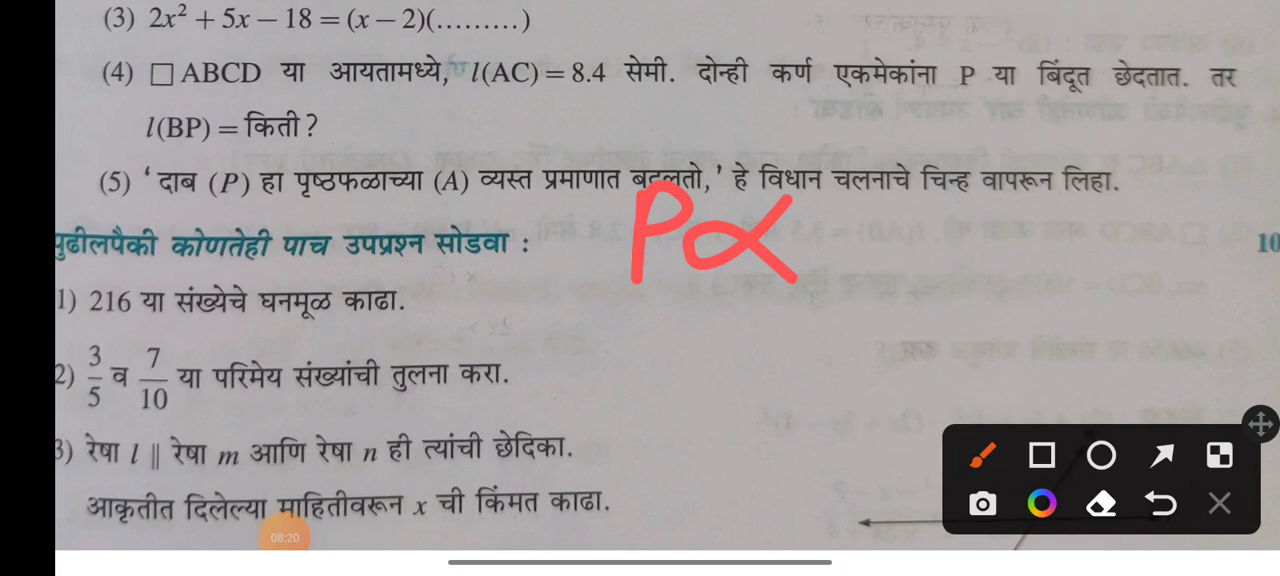 (3) 2x² + 5x – 18 = (x – 2)(.........)
(4) □ABCD या आयतामध्ये, l(AC) = 8.4 सेमी. दोन्ही कर्ण एकमेकांना P या बिंदूत छेदतात. तर
l(BP) = किती ?
(5) ‘ दाब (P) हा पृष्ठफळाच्या (A) व्यस्त प्रमाणात बदलतो, ’ हे विधान चलनाचे चिन्ह वापरून लिहा.
P∝
पुढीलपैकी कोणतेही पाच उपप्रश्न सोडवा : 10
1) 216 या संख्येचे घनमूळ काढा.
2) 3/5 व 7/10 या परिमेय संख्यांची तुलना करा.
3) रेषा l || रेषा m आणि रेषा n ही त्यांची छेदिका.
आकृतीत दिलेल्या माहितीवरून x ची किंमत काढा.
08:20